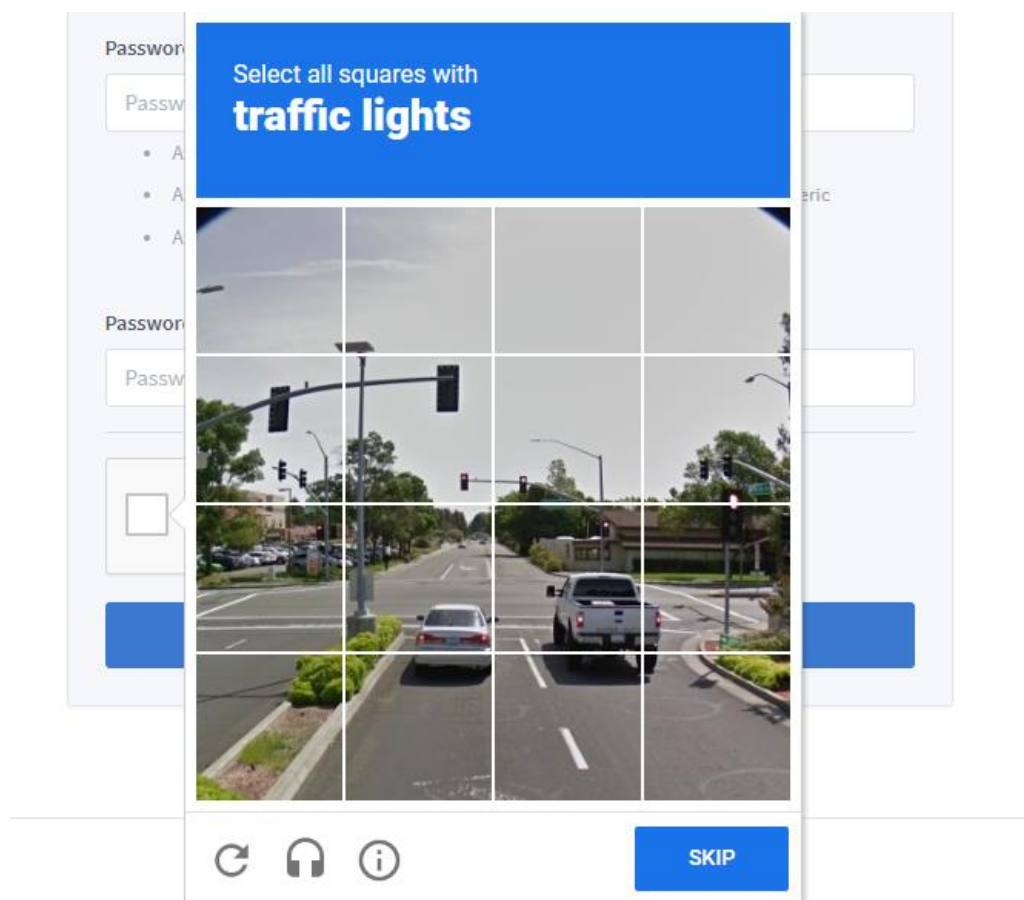 Passwor
Passw
A
A
eric
A
Select all squares with
traffic lights
Passwor
Passw
SKIP